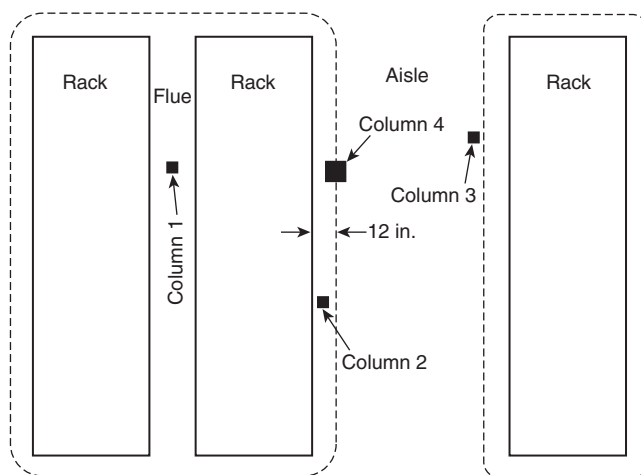 Rack
Flue
Rack
Aisle
Rack
Column 4
Column 3
Column 1
12 in.
Column 2